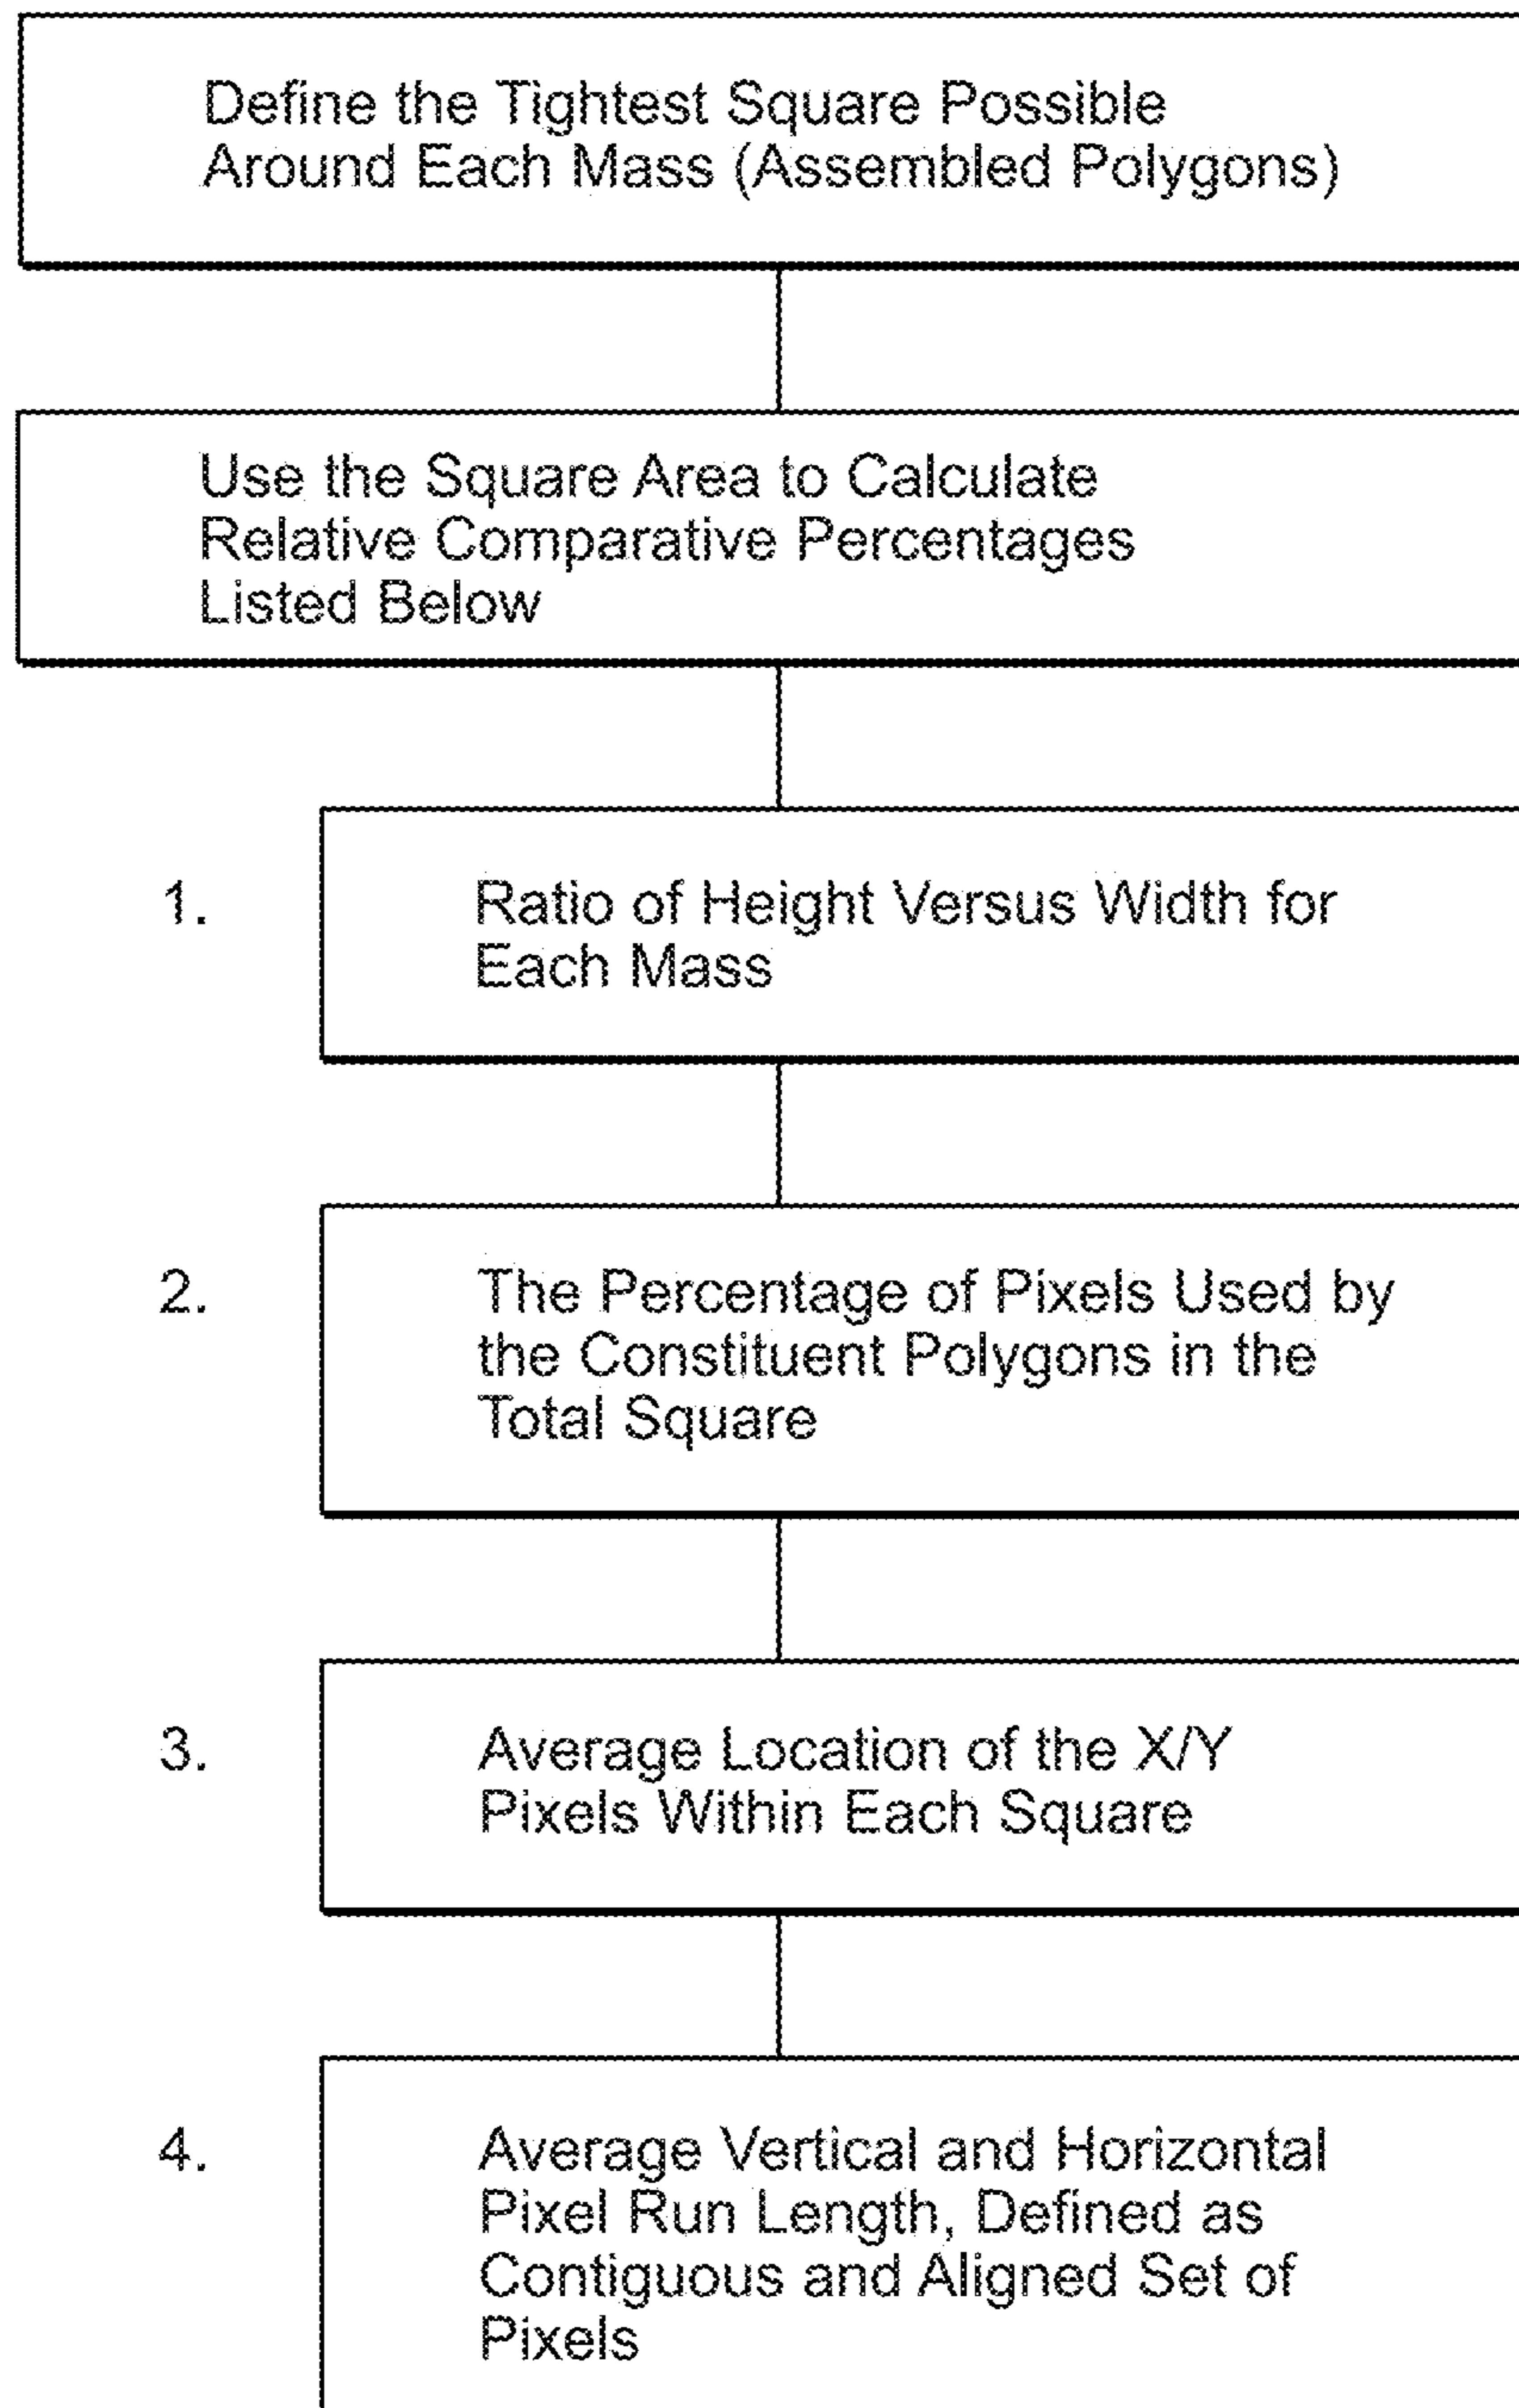 Define the Tightest Square Possible
Around Each Mass (Assembled Polygons)
Use the Square Area to Calculate
Relative Comparative Percentages
Listed Below
1. Ratio of Height Versus Width for
Each Mass
2. The Percentage of Pixels Used by
the Constituent Polygons in the
Total Square
3. Average Location of the X/Y
Pixels Within Each Square
4. Average Vertical and Horizontal
Pixel Run Length, Defined as
Contiguous and Aligned Set of
Pixels